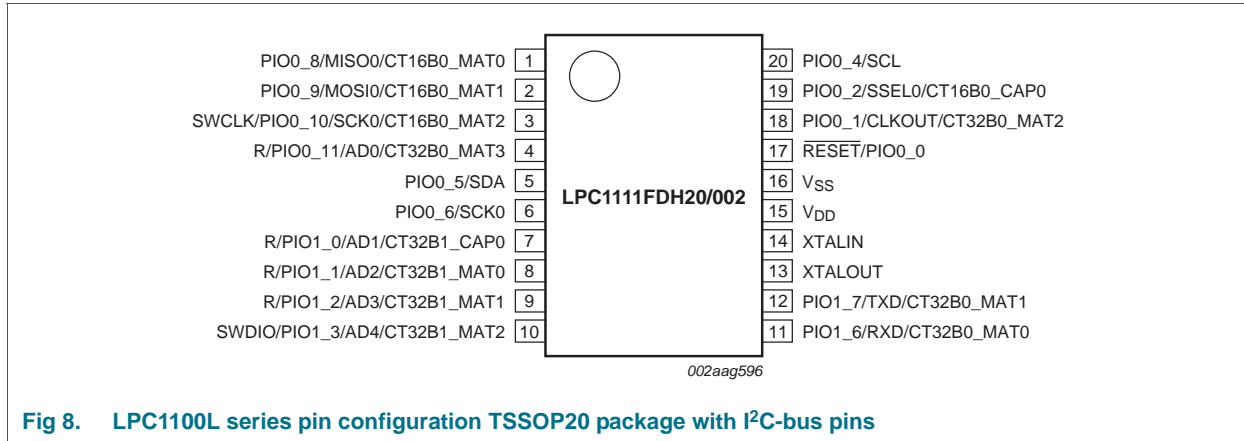 PIO0_8/MISO0/CT16B0_MAT0 1
PIO0_9/MOSI0/CT16B0_MAT1 2
SWCLK/PIO0_10/SCK0/CT16B0_MAT2 3
R/PIO0_11/AD0/CT32B0_MAT3 4
PIO0_5/SDA 5
PIO0_6/SCK0 6
R/PIO1_0/AD1/CT32B1_CAP0 7
R/PIO1_1/AD2/CT32B1_MAT0 8
R/PIO1_2/AD3/CT32B1_MAT1 9
SWDIO/PIO1_3/AD4/CT32B1_MAT2 10
LPC1111FDH20/002
20 PIO0_4/SCL
19 PIO0_2/SSEL0/CT16B0_CAP0
18 PIO0_1/CLKOUT/CT32B0_MAT2
17 RESET/PIO0_0
16 VSS
15 VDD
14 XTALIN
13 XTALOUT
12 PIO1_7/TXD/CT32B0_MAT1
11 PIO1_6/RXD/CT32B0_MAT0
002aag596
Fig 8. LPC1100L series pin configuration TSSOP20 package with I²C-bus pins